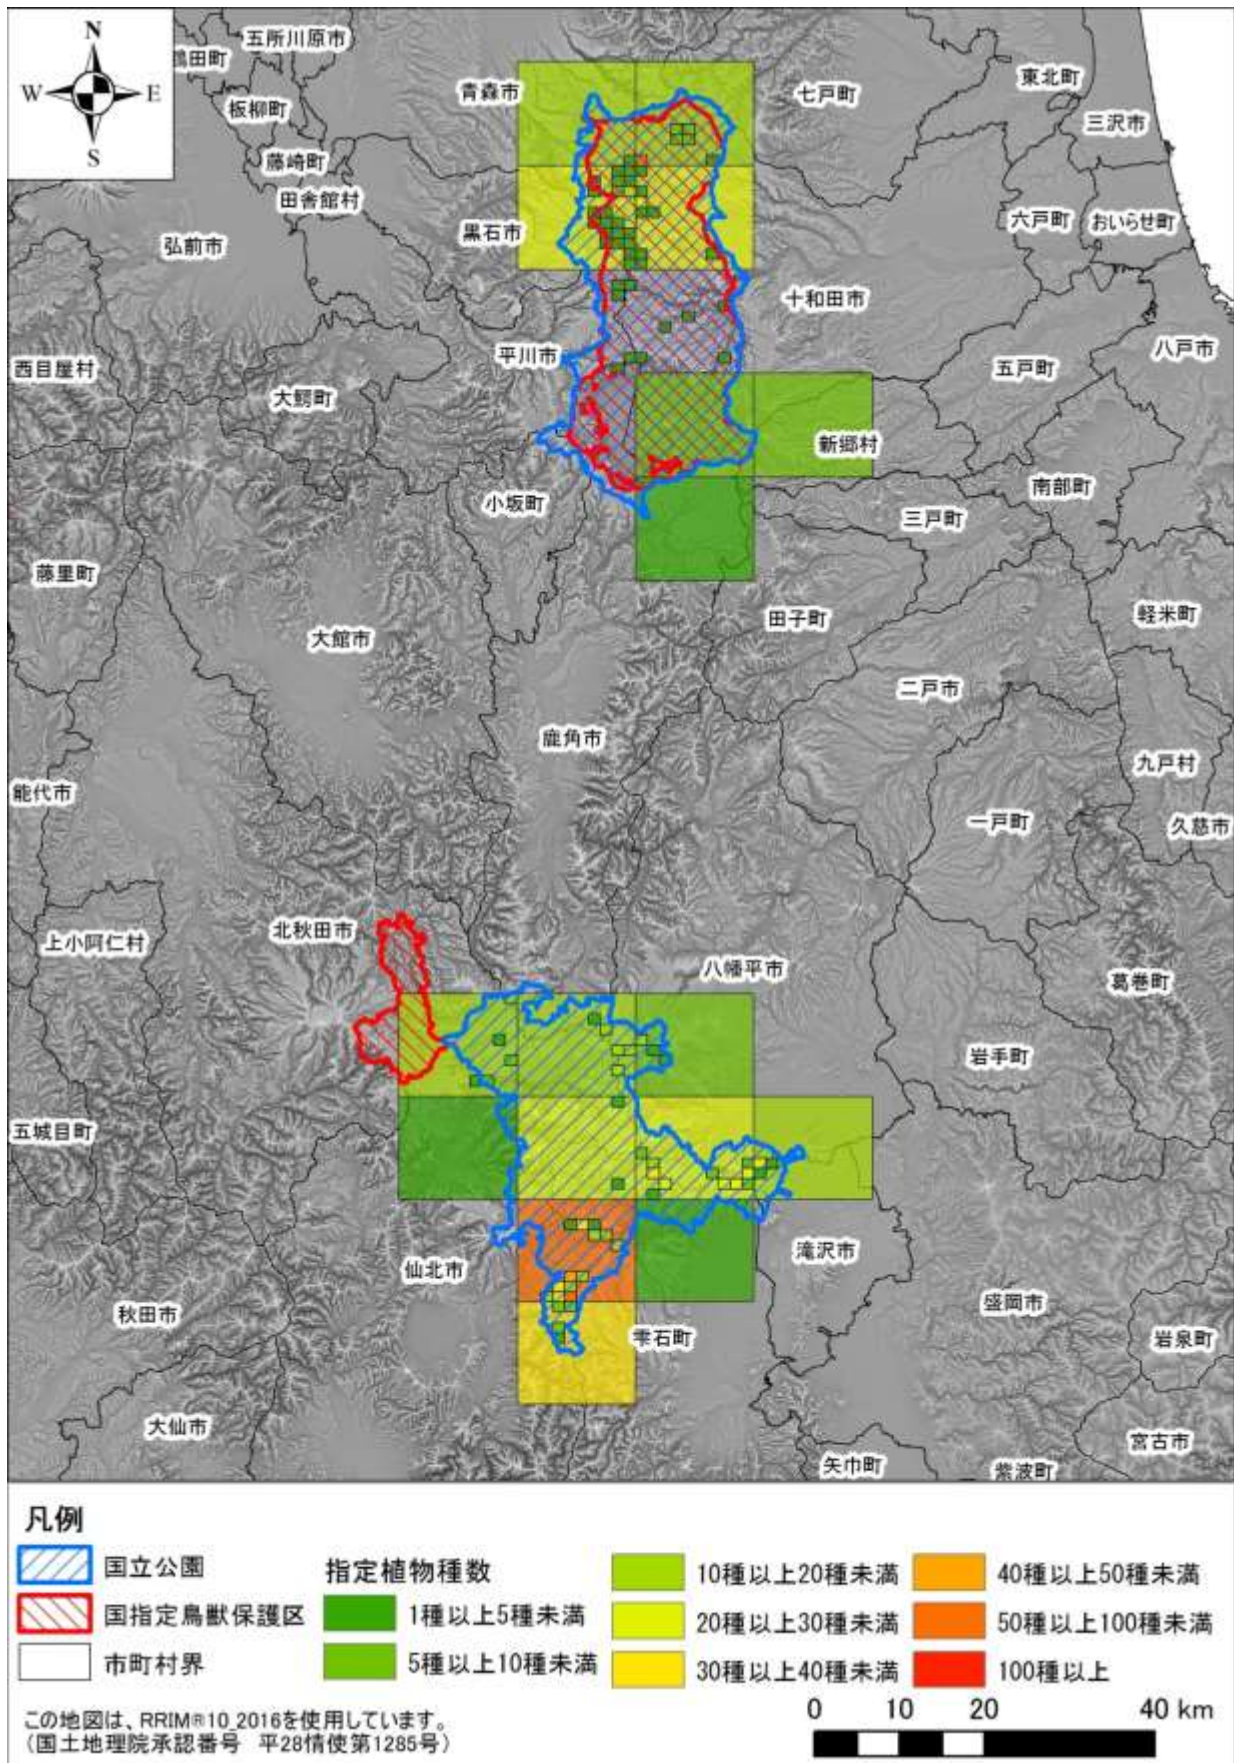 N
W
E
S
五所川原市
鶴田町
板柳町
藤崎町
田舎館村
弘前市
青森市
黒石市
七戸町
東北町
三沢市
六戸町
おいらせ町
十和田市
八戸市
五戸町
平川市
西目屋村
大鰐町
新郷村
南部町
小坂町
三戸町
藤里町
田子町
軽米町
大館市
二戸市
鹿角市
九戸村
能代市
一戸町
久慈市
北秋田市
上小阿仁村
八幡平市
葛巻町
岩手町
五城目町
滝沢市
仙北市
秋田市
盛岡市
雫石町
岩泉町
大仙市
宮古市
矢巾町
紫波町
凡例
国立公園
国指定鳥獣保護区
市町村界
指定植物種数
1種以上5種未満
5種以上10種未満
10種以上20種未満
20種以上30種未満
30種以上40種未満
40種以上50種未満
50種以上100種未満
100種以上
この地図は、RRIM®10_2016を使用しています。
(国土地理院承認番号 平28情使第1285号)
0 10 20 40 km